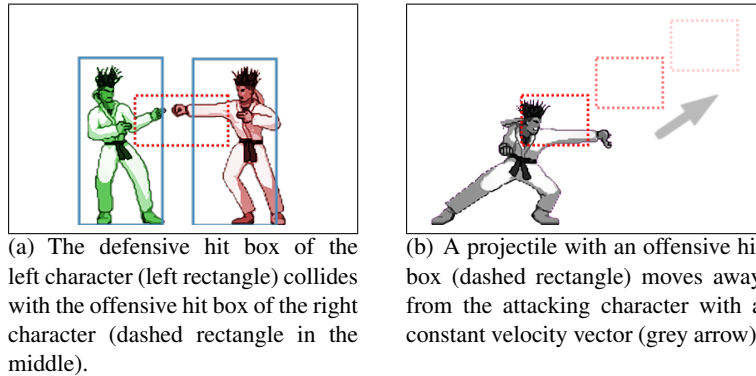 (a) The defensive hit box of the
left character (left rectangle) collides
with the offensive hit box of the right
character (dashed rectangle in the
middle).
(b) A projectile with an offensive hi
box (dashed rectangle) moves away
from the attacking character with a
constant velocity vector (grey arrow)